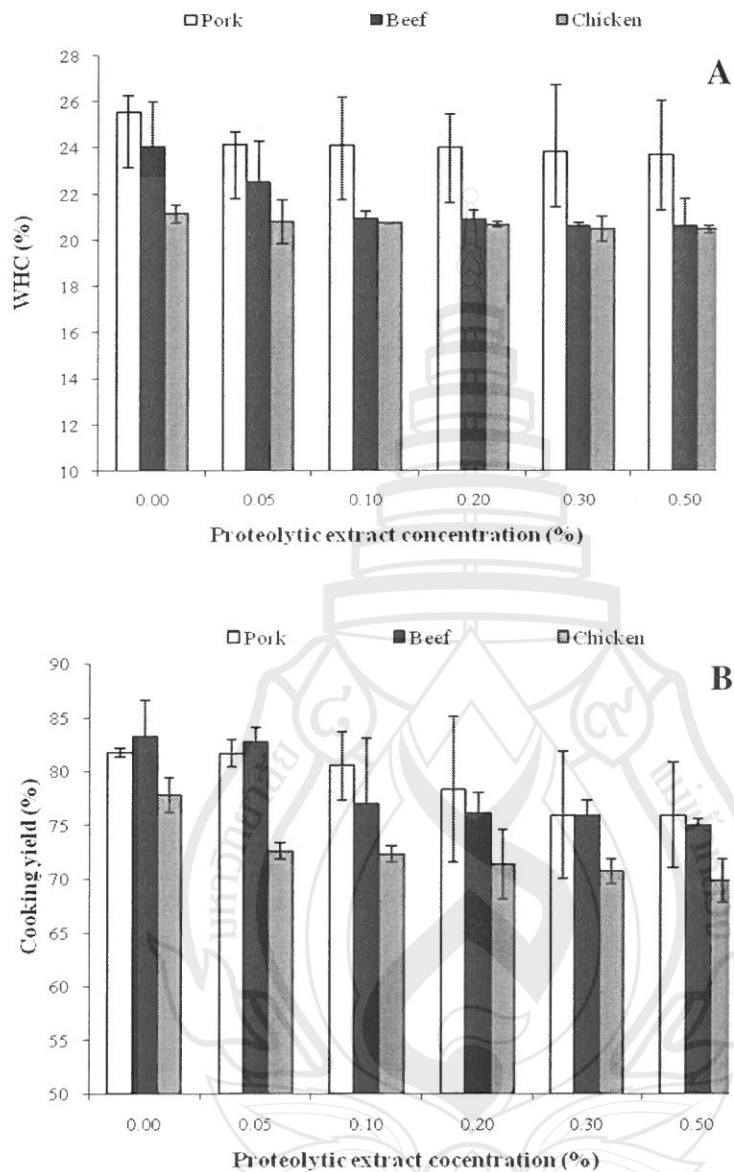 Pork Beef Chicken
A
28
26
24
22
20
18
16
14
12
10
WHC (%)
0.00 0.05 0.10 0.20 0.30 0.50
Proteolytic extract concentration (%)
Pork Beef Chicken
B
90
85
80
75
70
65
60
55
50
Cooking yield (%)
0.00 0.05 0.10 0.20 0.30 0.50
Proteolytic extract cocentration (%)